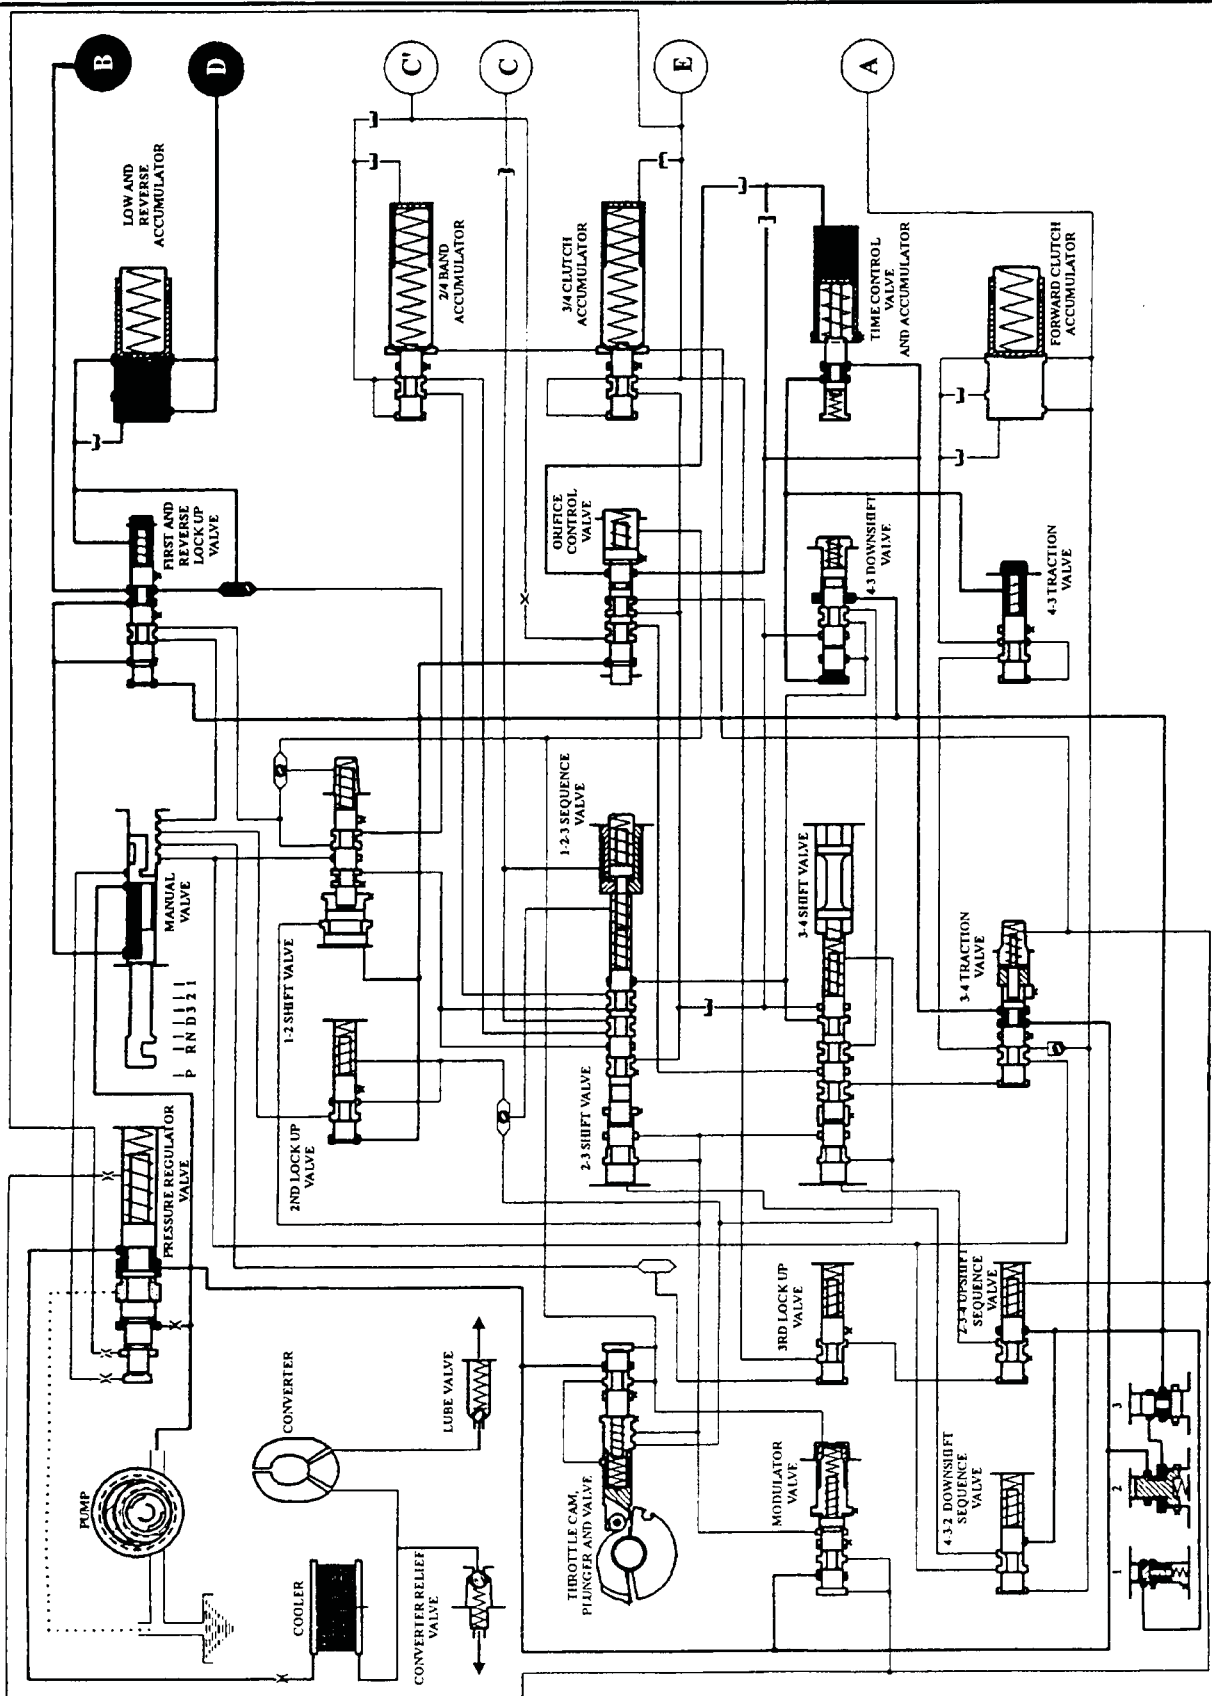 B
D
C'
C
E
A
LOW AND
REVERSE
ACCUMULATOR
2/4 BAND
ACCUMULATOR
3/4 CLUTCH
ACCUMULATOR
TIME CONTROL
VALVE
AND ACCUMULATOR
FORWARD CLUTCH
ACCUMULATOR
FIRST AND
REVERSE
LOCK UP
VALVE
ORIFICE
CONTROL
VALVE
4-3 DOWNSHIFT
VALVE
4-3 TRACTION
VALVE
MANUAL
VALVE
P R N D 3 2 1
1-2 SHIFT VALVE
1-2-3 SEQUENCE
VALVE
3-4 SHIFT VALVE
3-4 TRACTION
VALVE
2ND LOCK UP
VALVE
2-3 SHIFT VALVE
PRESSURE REGULATOR
VALVE
3RD LOCK UP
VALVE
2-3-4 UPSHIFT
SEQUENCE
VALVE
PUMP
CONVERTER
LUBE VALVE
THROTTLE CAM,
PLUNGER AND VALVE
MODULATOR
VALVE
4-3-2 DOWNSHIFT
SEQUENCE
VALVE
COOLER
CONVERTER RELIEF
VALVE
1
2
3